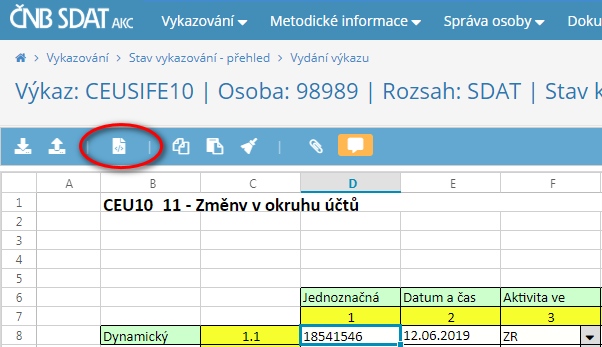 ČNB SDAT AKC Vykazování Metodické informace Správa osoby Doku
Vykazování > Stav vykazování - přehled > Vydání výkazu
Výkaz: CEUSIFE10 | Osoba: 98989 | Rozsah: SDAT | Stav k
A B C D E F
1 CEU10_11 - Změny v okruhu účtů
2
3
4
5
6 Jednoznačná Datum a čas Aktivita ve
7 1 2 3
8 Dynamický 1.1 18541546 12.06.2019 ZR